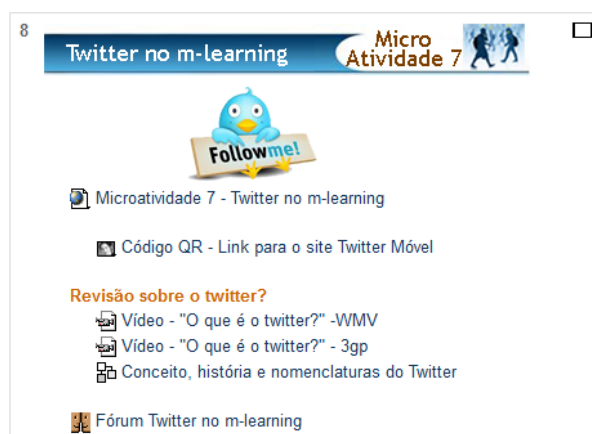 8
Twitter no m-learning
Micro
Atividade 7
Followme!
Microatividade 7 - Twitter no m-learning
Código QR - Link para o site Twitter Móvel
Revisão sobre o twitter?
Vídeo - "O que é o twitter?" -WMV
Vídeo - "O que é o twitter?" - 3gp
Conceito, história e nomenclaturas do Twitter
Fórum Twitter no m-learning